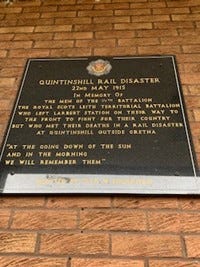 QUINTINSHILL RAIL DISASTER
22ND MAY 1915
IN MEMORY OF
THE MEN OF THE BATTALION
THE ROYAL SCOTS LEITH TERRITORIAL BATTALION
WHO LEFT LARBERT STATION ON THEIR WAY TO
THE FRONT TO FIGHT FOR THEIR COUNTRY
BUT WHO MET THEIR DEATHS IN A RAIL DISASTER
AT QUINTINSHILL OUTSIDE GRETNA
"AT THE GOING DOWN OF THE SUN
AND IN THE MORNING
WE WILL REMEMBER THEM"